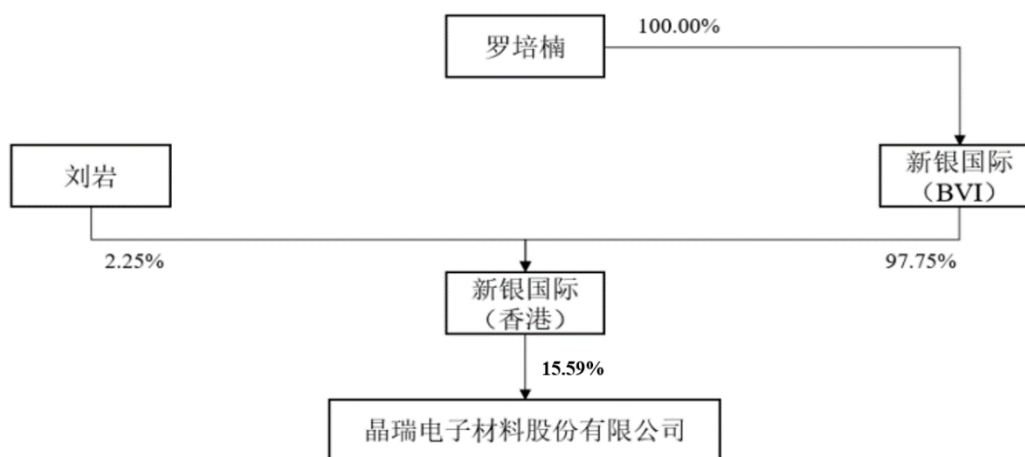 罗培楠
100.00%
刘岩
新银国际
（BVI）
2.25%
97.75%
新银国际
（香港）
15.59%
晶瑞电子材料股份有限公司